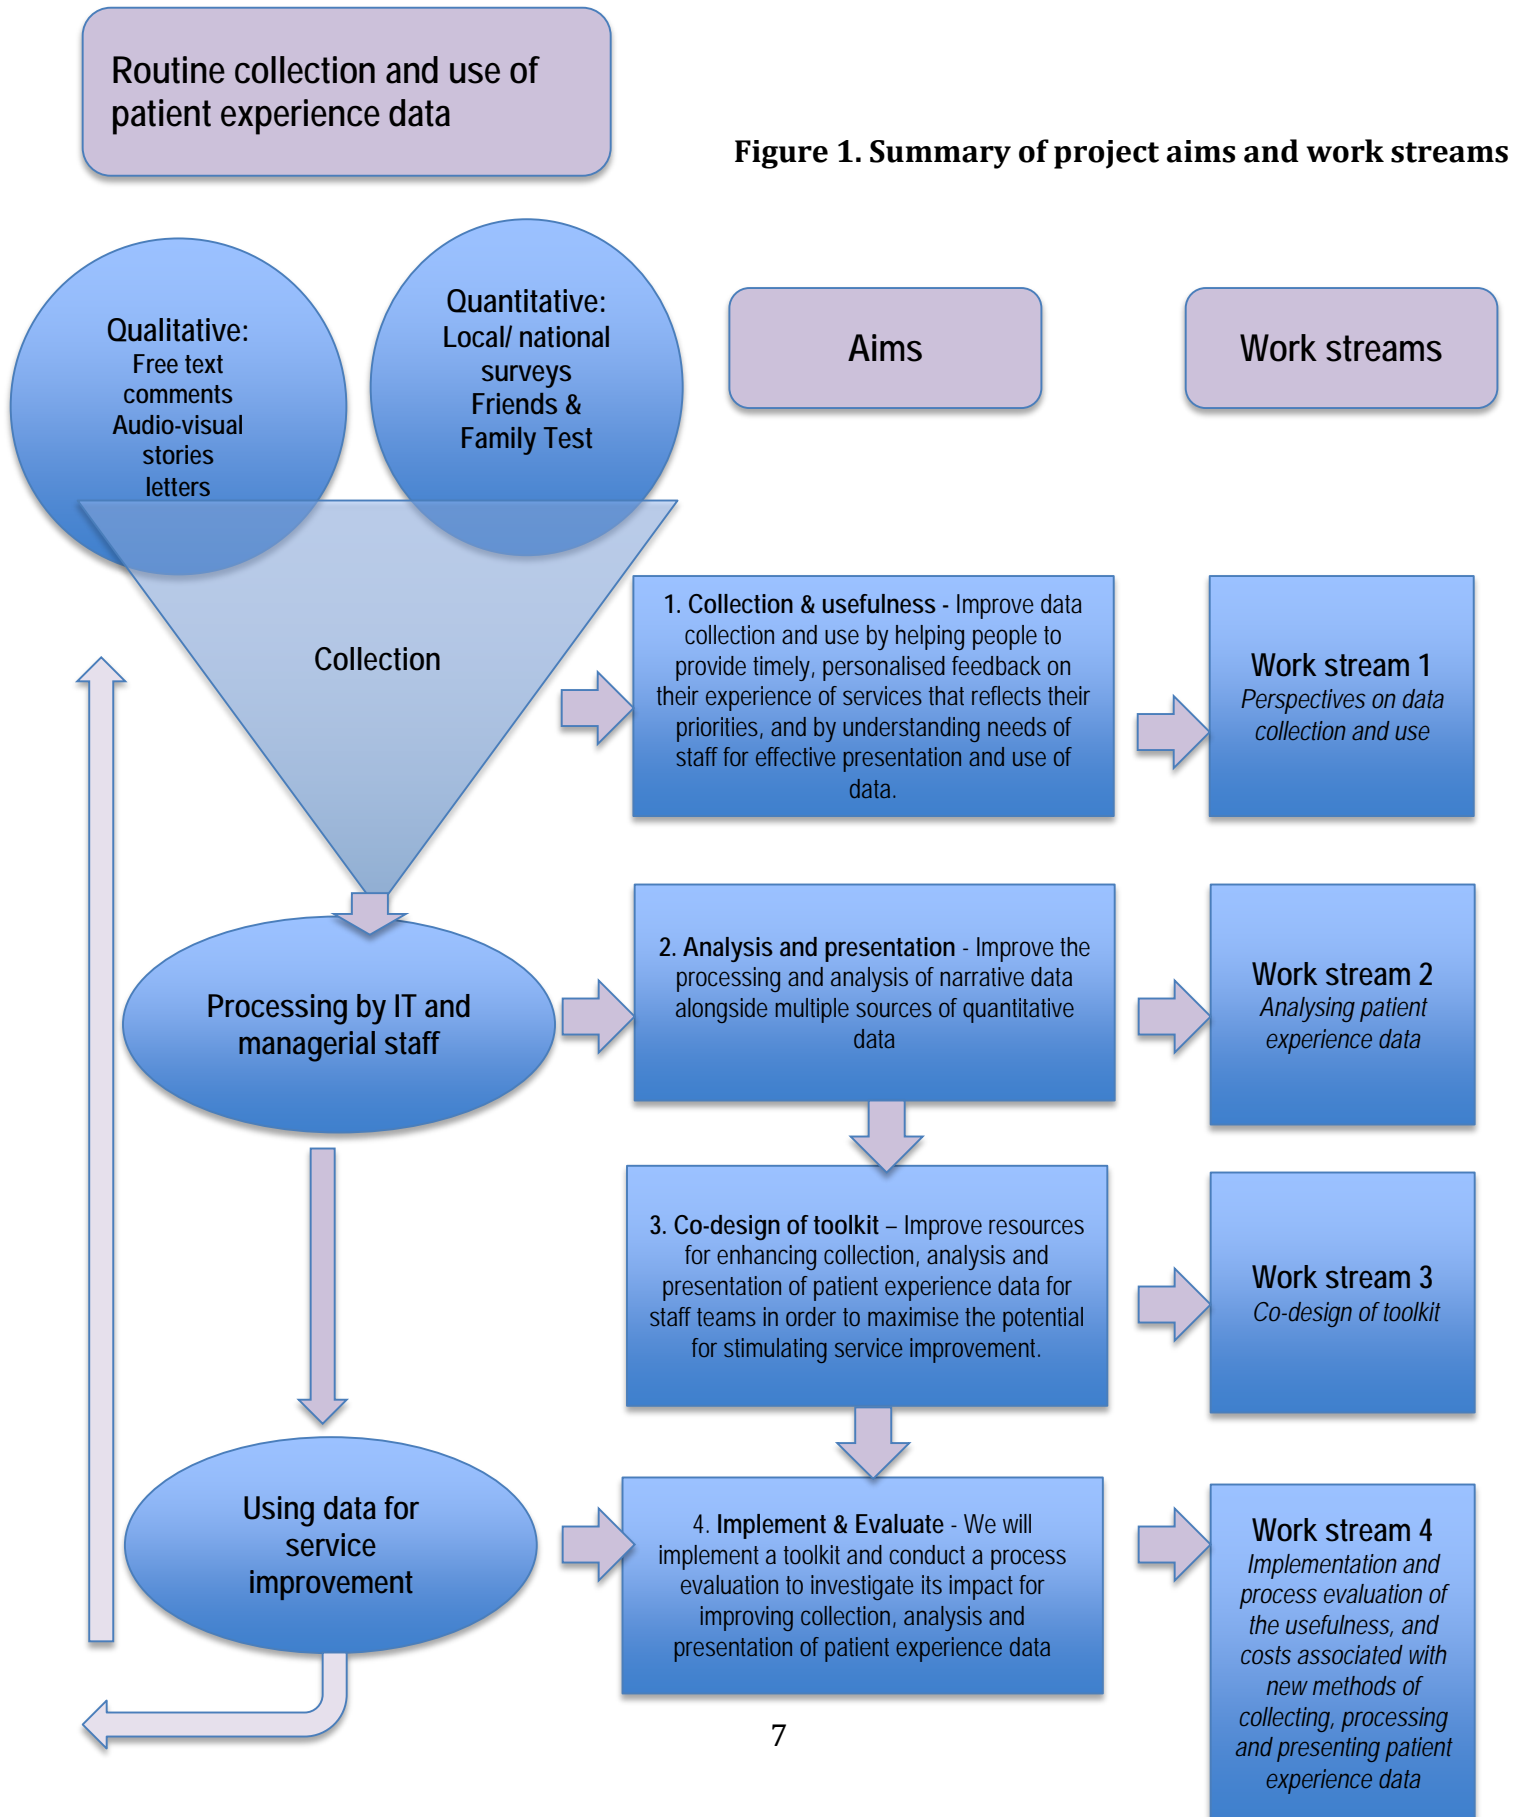 Routine collection and use of
patient experience data
Figure 1. Summary of project aims and work streams
Qualitative:
Free text
comments
Audio-visual
stories
letters
Quantitative:
Local/ national
surveys
Friends &
Family Test
Aims
Work streams
Collection
1. Collection & usefulness - Improve data
collection and use by helping people to
provide timely, personalised feedback on
their experience of services that reflects their
priorities, and by understanding needs of
staff for effective presentation and use of
data.
Work stream 1
Perspectives on data
collection and use
Processing by IT and
managerial staff
2. Analysis and presentation - Improve the
processing and analysis of narrative data
alongside multiple sources of quantitative
data
Work stream 2
Analysing patient
experience data
3. Co-design of toolkit – Improve resources
for enhancing collection, analysis and
presentation of patient experience data for
staff teams in order to maximise the potential
for stimulating service improvement.
Work stream 3
Co-design of toolkit
Using data for
service
improvement
4. Implement & Evaluate - We will
implement a toolkit and conduct a process
evaluation to investigate its impact for
improving collection, analysis and
presentation of patient experience data
Work stream 4
Implementation and
process evaluation of
the usefulness, and
costs associated with
new methods of
collecting, processing
and presenting patient
experience data
7